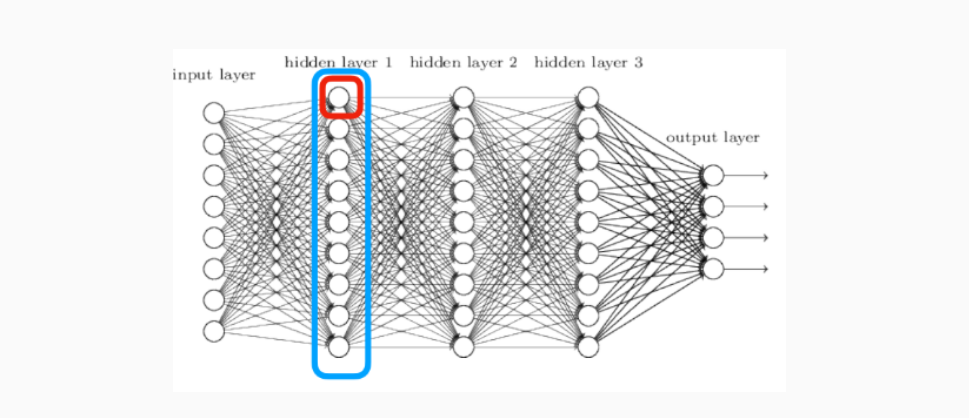 input layer
hidden layer 1
hidden layer 2
hidden layer 3
output layer